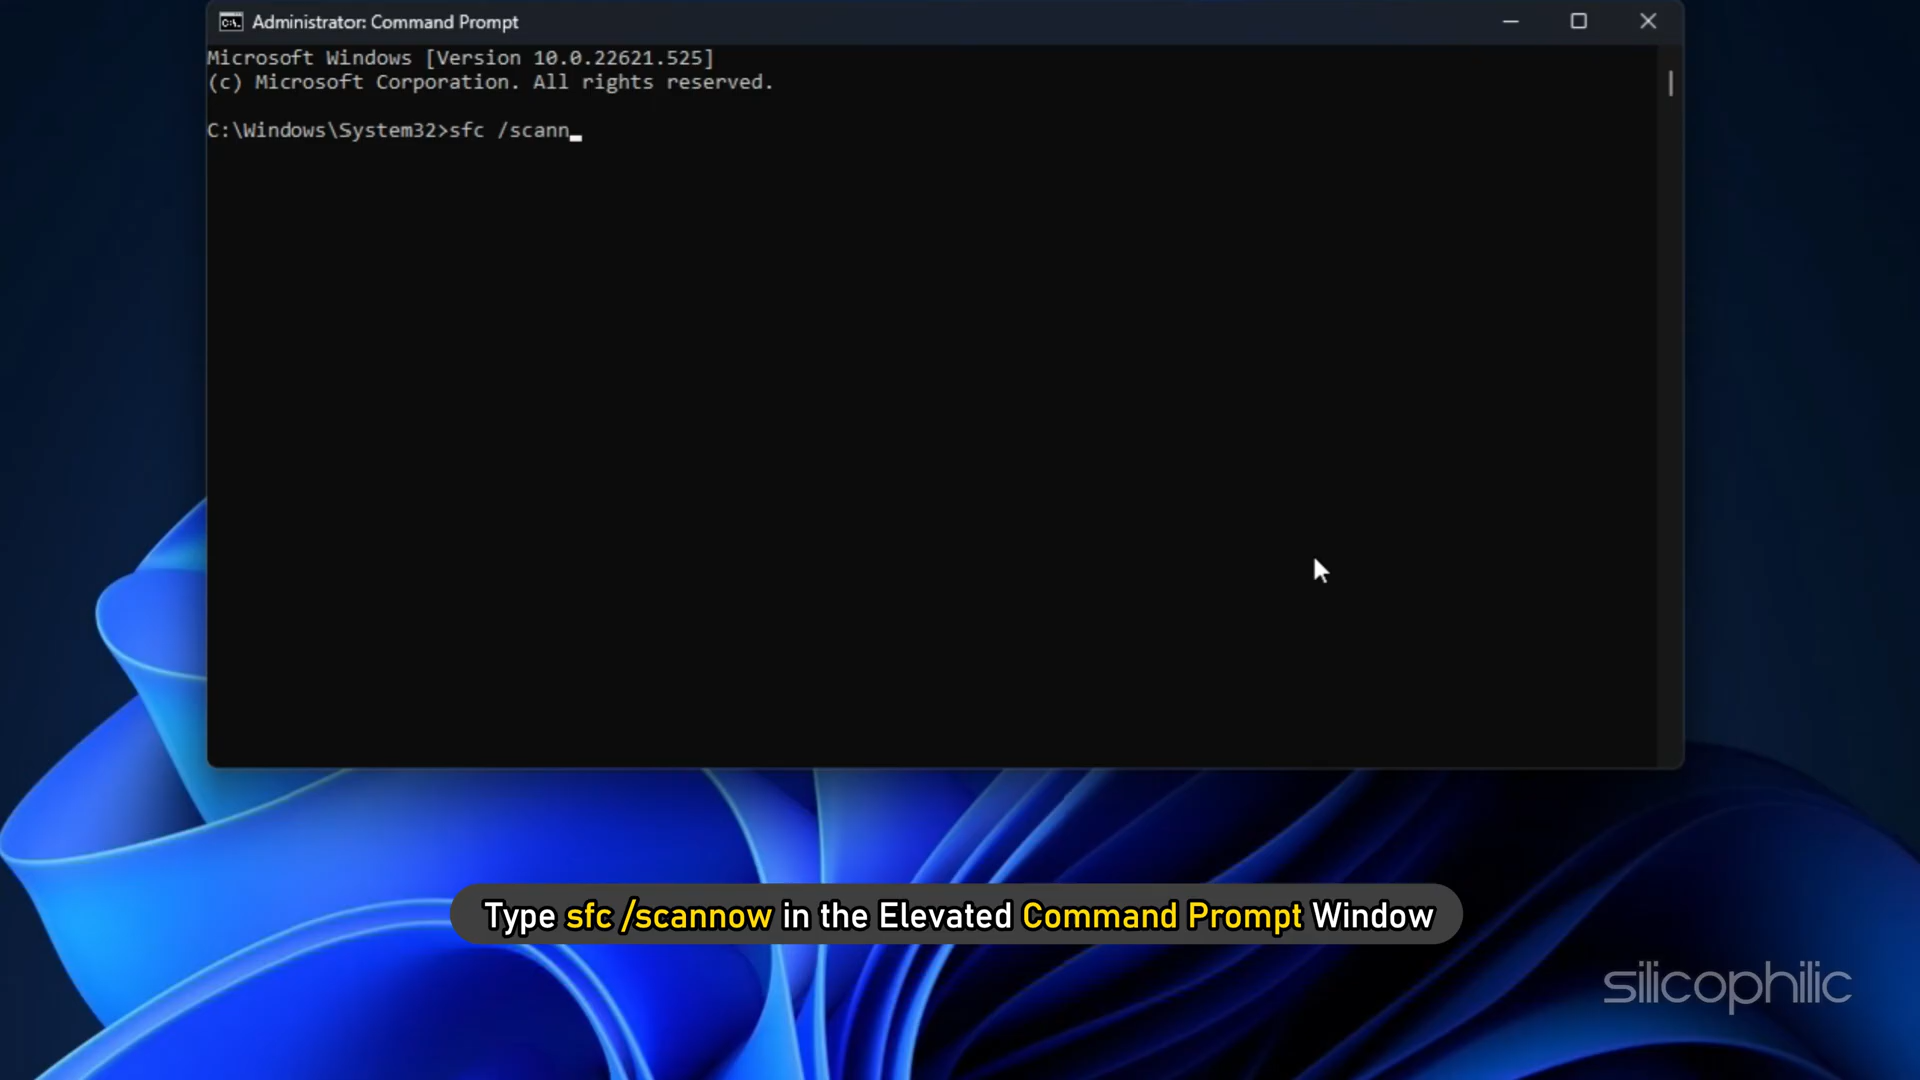 Administrator: Command Prompt
Microsoft Windows [Version 10.0.22621.525]
(c) Microsoft Corporation. All rights reserved.
C:\Windows\System32>sfc /scann
Type sfc /scannow in the Elevated Command Prompt Window
silicophilic